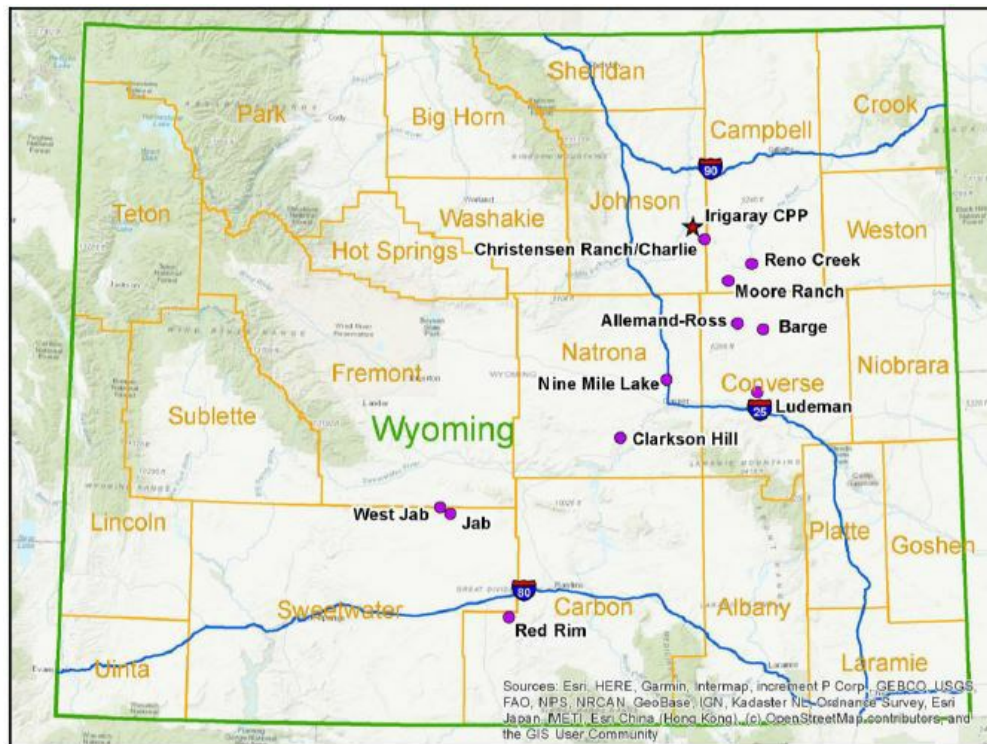 Sheridan
Crook
Park
Big Horn
Campbell
90
Johnson
Teton
Washakie
Irigaray CPP
Weston
Hot Springs
Christensen Ranch/Charlie
Reno Creek
Moore Ranch
Allemand-Ross
Barge
Natrona
Fremont
Niobrara
Nine Mile Lake
Converse
Sublette
25
Ludeman
Wyoming
Clarkson Hill
West Jab
Jab
Lincoln
Platte
Goshen
80
Sweetwater
Carbon
Albany
Red Rim
Uinta
Laramie
Sources: Esri, HERE, Garmin, Intermap, increment P Corp., GEBCO, USGS,
FAO, NPS, NRCAN, GeoBase, IGN, Kadaster NL, Ordnance Survey, Esri
Japan, METI, Esri China (Hong Kong), (c) OpenStreetMap contributors, and
the GIS User Community